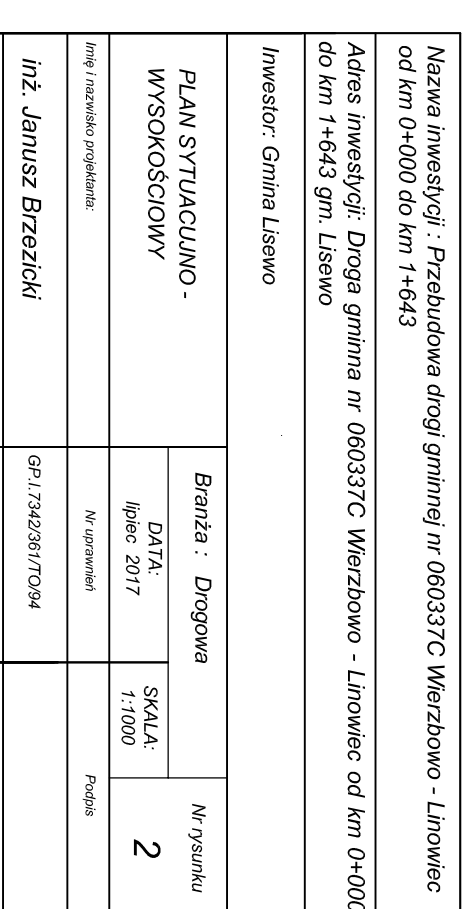 Nazwa inwestycji : Przebudowa drogi gminnej nr 060337C Wierzbowo - Linowiec
od km 0+000 do km 1+643
Adres inwestycji: Droga gminna nr 060337C Wierzbowo - Linowiec od km 0+000
do km 1+643 gm. Lisewo
Inwestor: Gmina Lisewo
PLAN SYTUACUJNO -
WYSOKOŚCIOWY
Branża : Drogowa
DATA:
lipiec 2017
SKALA:
1:1000
Nr rysunku
2
Imię i nazwisko projektanta:
Nr uprawnień
Podpis
inż. Janusz Brzezicki
GP.I.7342/361/TO/94